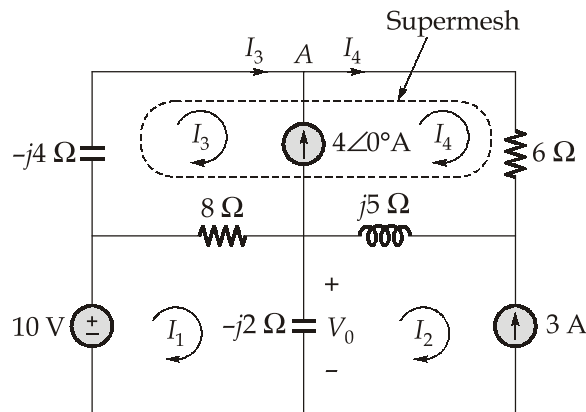 Supermesh
I3 A I4
I3 4∠0°A I4
–j4 Ω 6 Ω
8 Ω j5 Ω
+
10 V + – I1 –j2 Ω V0 I2 3 A
–